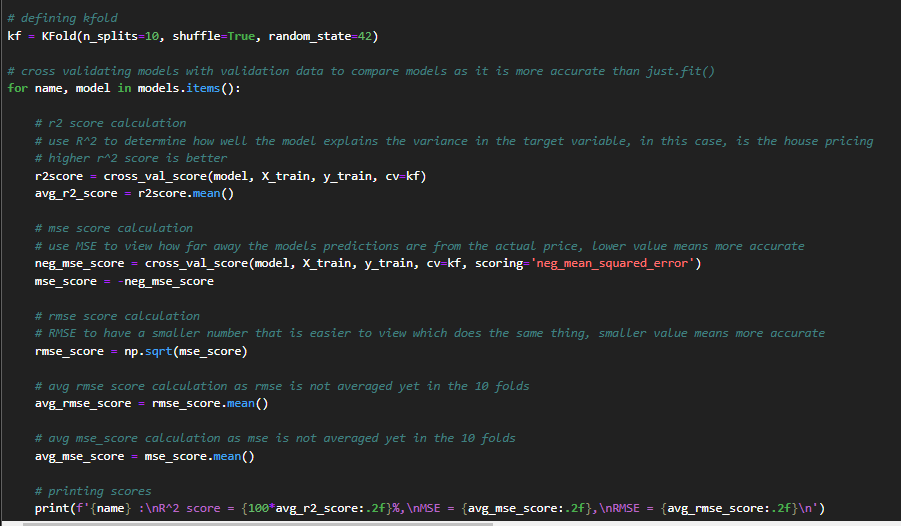 # defining kfold
kf = KFold(n_splits=10, shuffle=True, random_state=42)
# cross validating models with validation data to compare models as it is more accurate than just.fit()
for name, model in models.items():
# r2 score calculation
# use R^2 to determine how well the model explains the variance in the target variable, in this case, is the house pricing
# higher r^2 score is better
r2score = cross_val_score(model, X_train, y_train, cv=kf)
avg_r2_score = r2score.mean()
# mse score calculation
# use MSE to view how far away the models predictions are from the actual price, lower value means more accurate
neg_mse_score = cross_val_score(model, X_train, y_train, cv=kf, scoring='neg_mean_squared_error')
mse_score = -neg_mse_score
# rmse score calculation
# RMSE to have a smaller number that is easier to view which does the same thing, smaller value means more accurate
rmse_score = np.sqrt(mse_score)
# avg rmse score calculation as rmse is not averaged yet in the 10 folds
avg_rmse_score = rmse_score.mean()
# avg mse_score calculation as mse is not averaged yet in the 10 folds
avg_mse_score = mse_score.mean()
# printing scores
print(f'{name} :\nR^2 score = {100*avg_r2_score:.2f}%,\nMSE = {avg_mse_score:.2f},\nRMSE = {avg_rmse_score:.2f}\n')